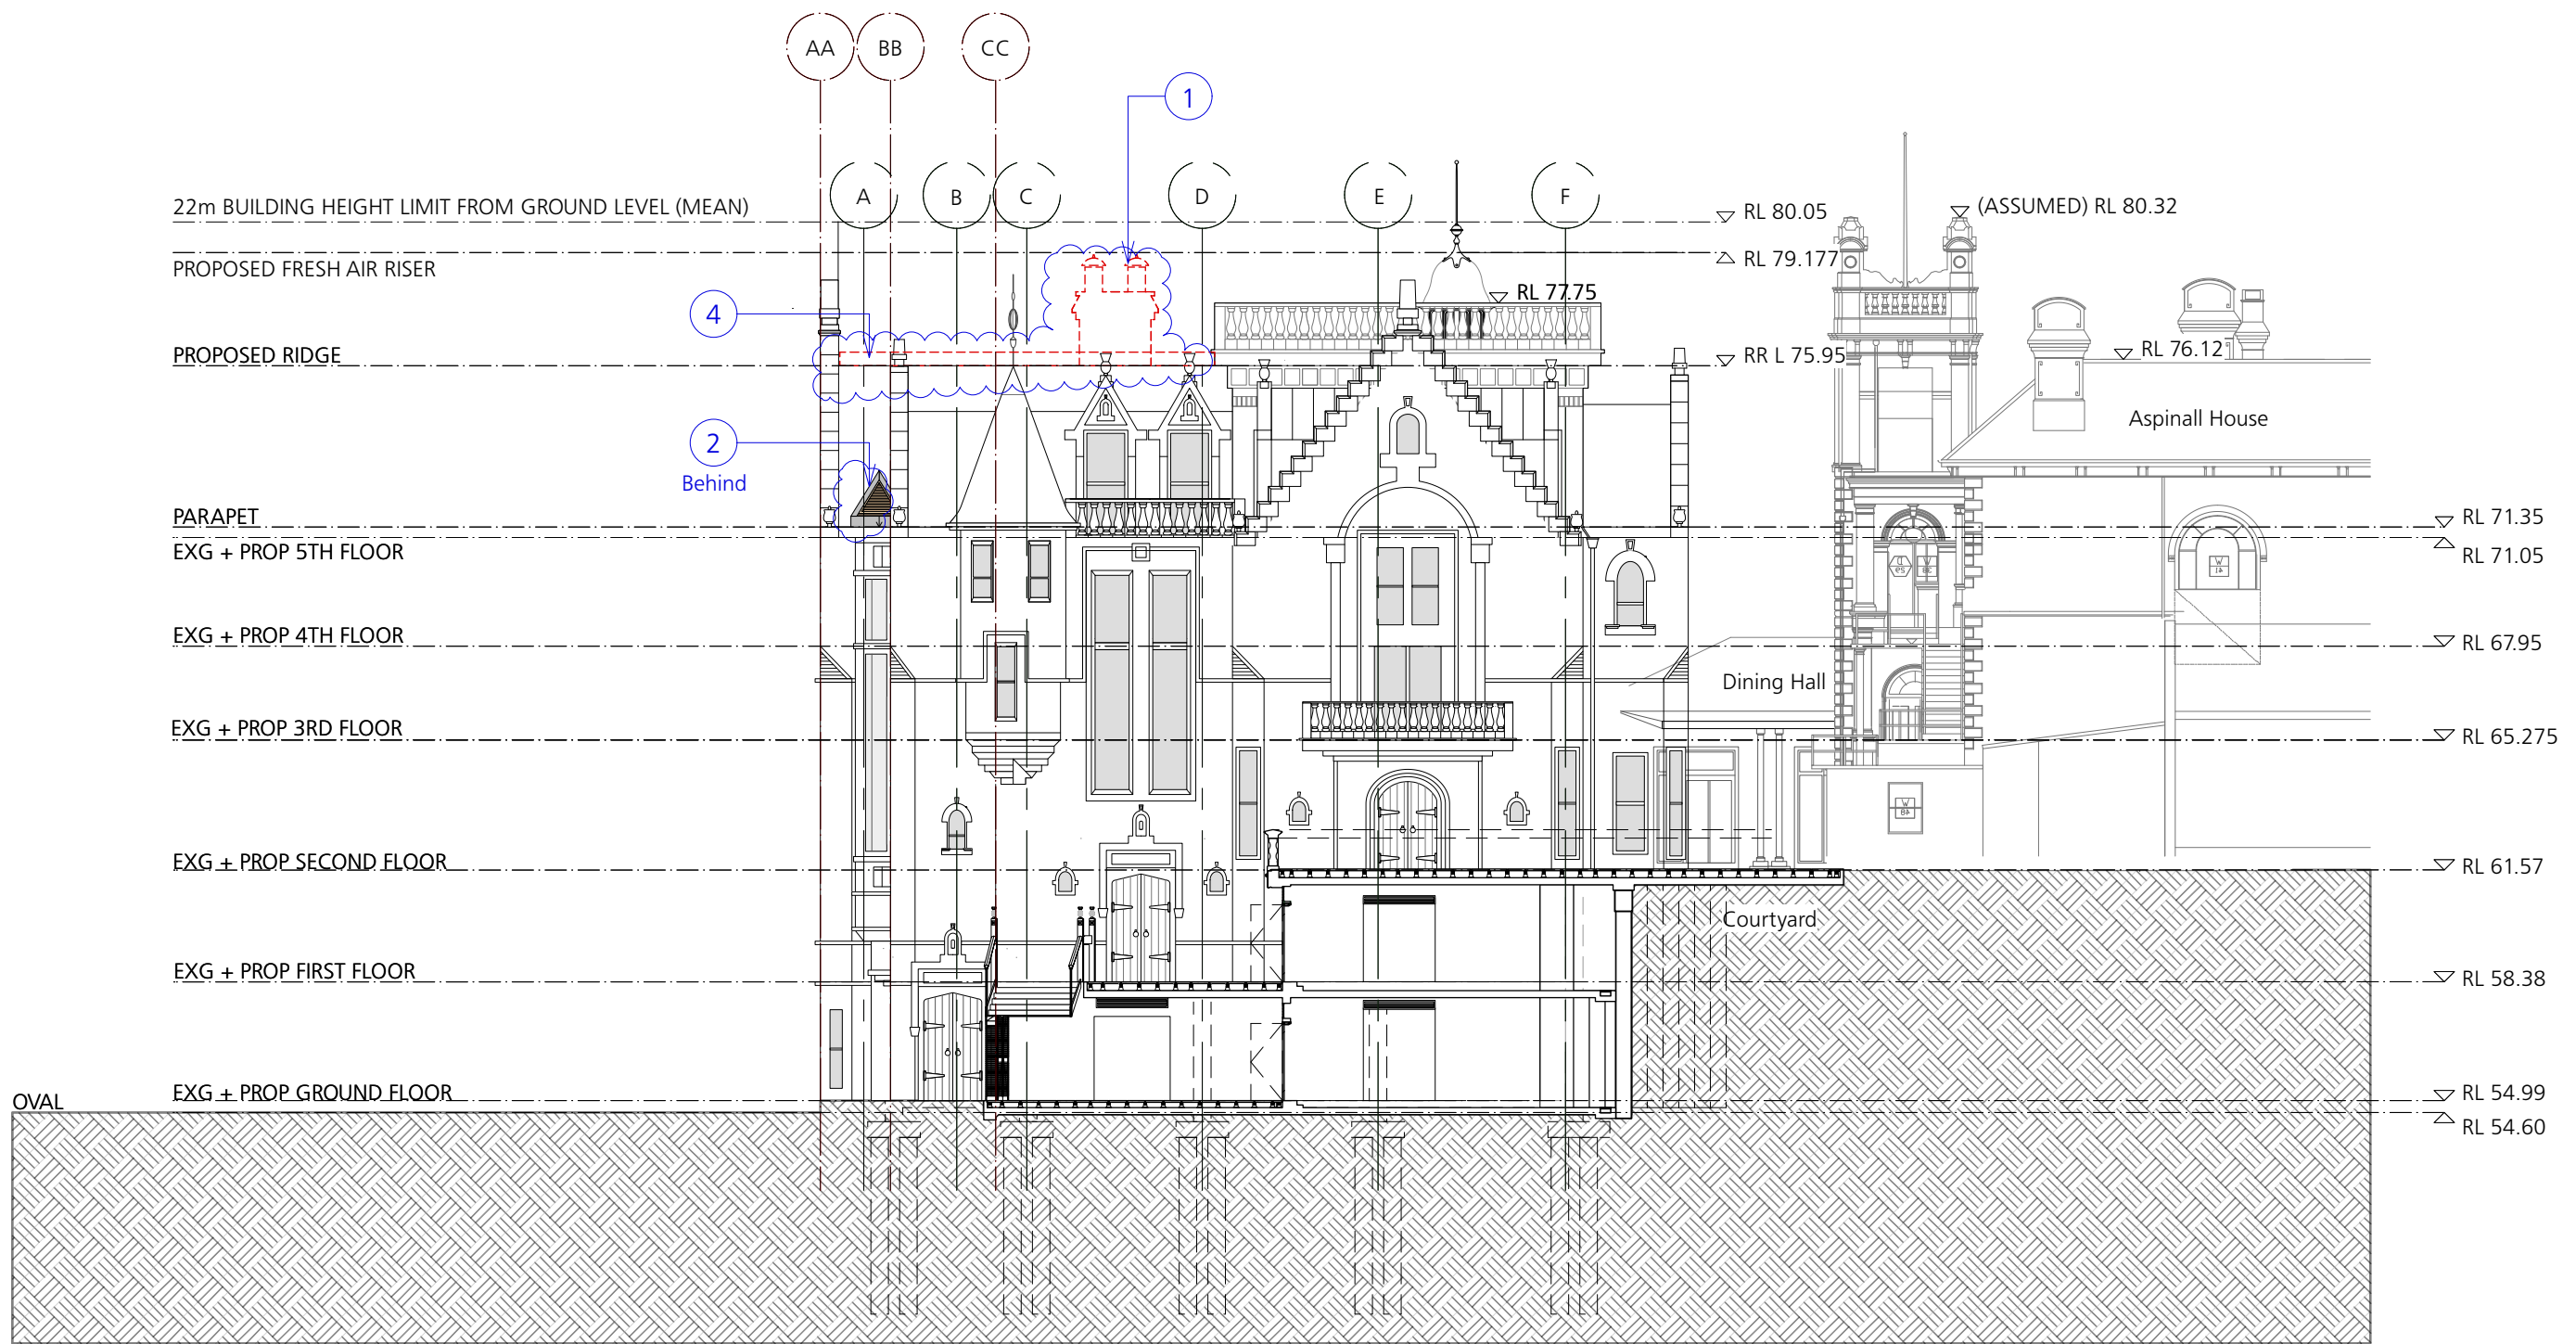 AA
BB
CC
1
A
B
C
D
E
F
22m BUILDING HEIGHT LIMIT FROM GROUND LEVEL (MEAN)
RL 80.05
(ASSUMED) RL 80.32
PROPOSED FRESH AIR RISER
RL 79.177
RL 77.75
4
PROPOSED RIDGE
RR L 75.95
RL 76.12
Aspinall House
2
Behind
PARAPET
RL 71.35
EXG + PROP 5TH FLOOR
RL 71.05
EXG + PROP 4TH FLOOR
RL 67.95
Dining Hall
EXG + PROP 3RD FLOOR
RL 65.275
EXG + PROP SECOND FLOOR
RL 61.57
Courtyard
EXG + PROP FIRST FLOOR
RL 58.38
EXG + PROP GROUND FLOOR
RL 54.99
OVAL
RL 54.60